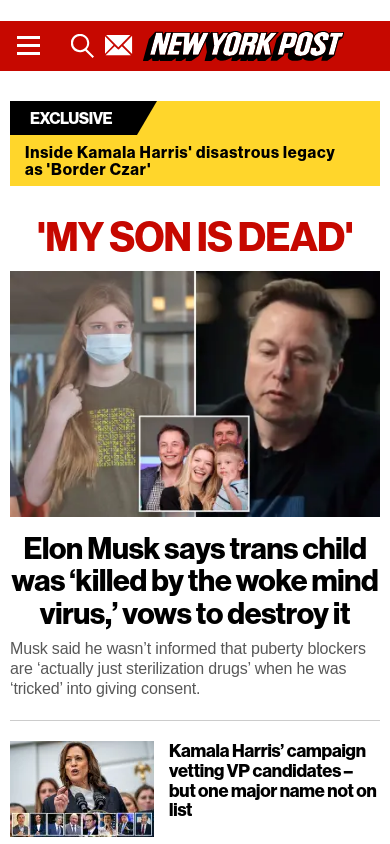 NEW YORK POST
EXCLUSIVE
Inside Kamala Harris' disastrous legacy
as 'Border Czar'
'MY SON IS DEAD'
Elon Musk says trans child
was ‘killed by the woke mind
virus,’ vows to destroy it
Musk said he wasn’t informed that puberty blockers
are ‘actually just sterilization drugs’ when he was
‘tricked’ into giving consent.
Kamala Harris’ campaign
vetting VP candidates –
but one major name not on
list